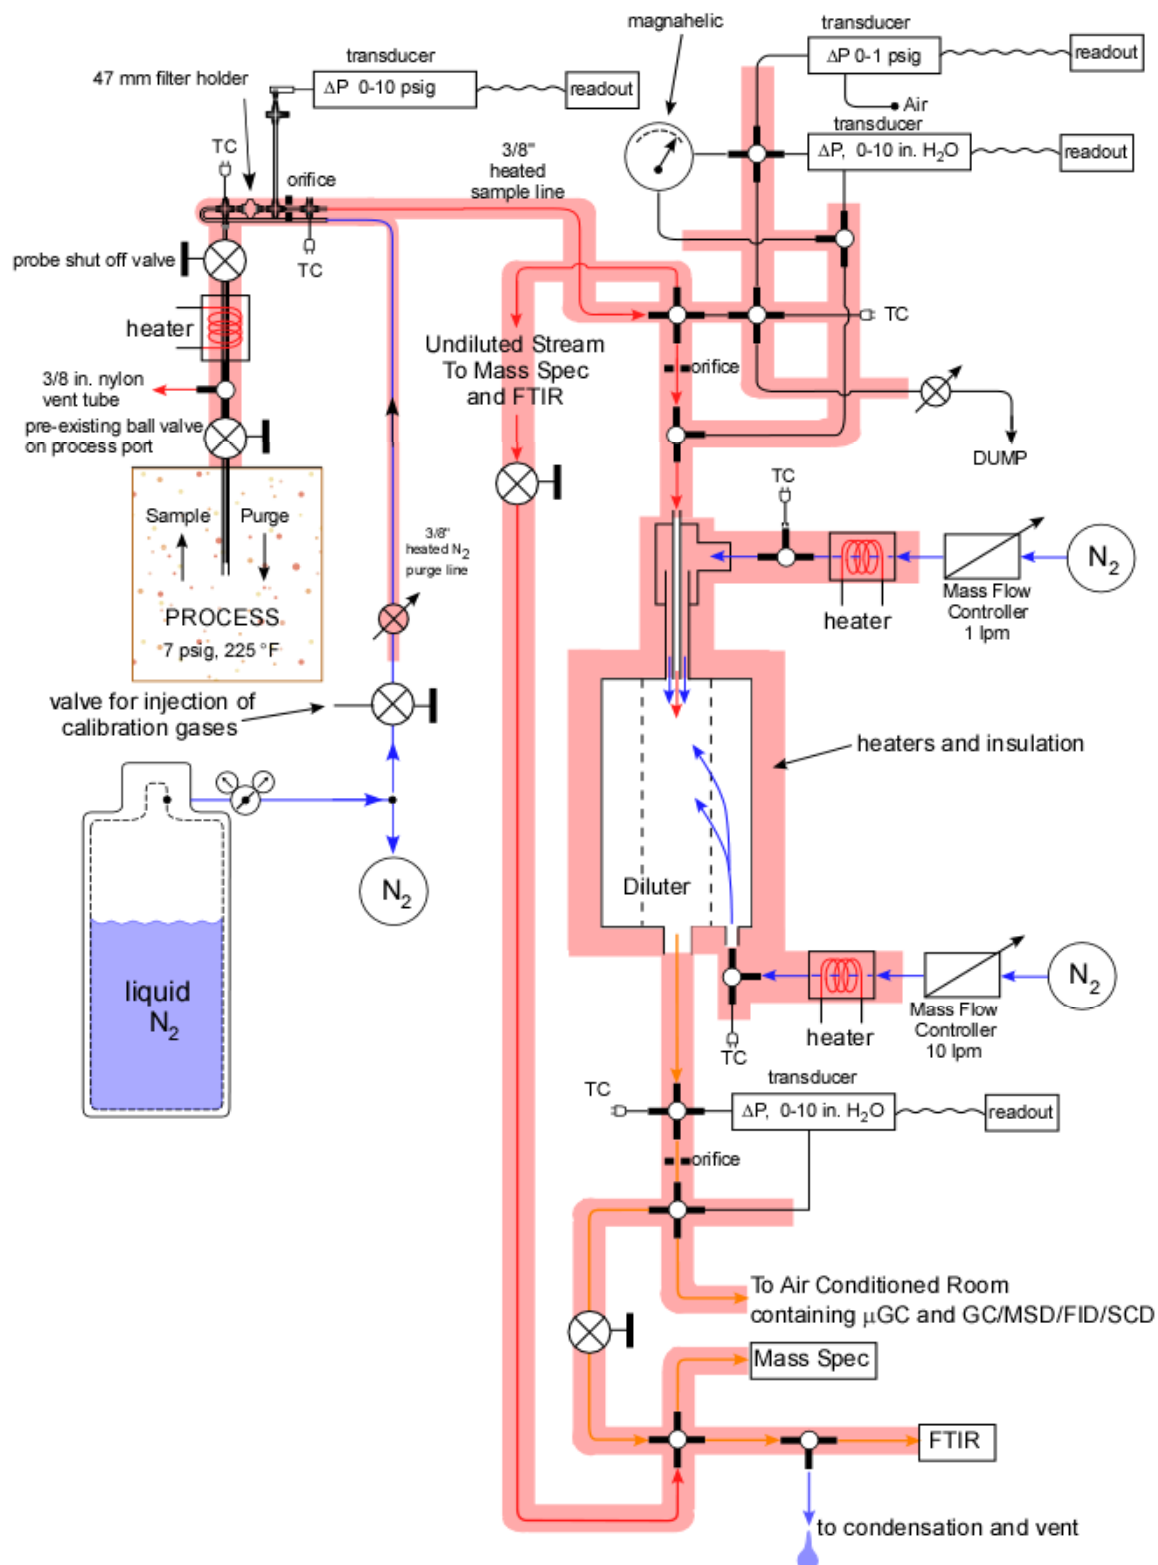 magnahelic
transducer
ΔP 0-1 psig
readout
Air
transducer
ΔP, 0-10 in. H₂O
readout
transducer
47 mm filter holder
ΔP 0-10 psig
readout
TC
orifice
3/8"
heated
sample line
TC
probe shut off valve
heater
3/8 in. nylon
vent tube
pre-existing ball valve
on process port
Sample
Purge
PROCESS
7 psig, 225 °F
3/8"
heated N₂
purge line
valve for injection of
calibration gases
N₂
liquid
N₂
Undiluted Stream
To Mass Spec
and FTIR
TC
orifice
DUMP
TC
heater
Mass Flow
Controller
1 lpm
N₂
heaters and insulation
Diluter
TC
heater
Mass Flow
Controller
10 lpm
N₂
TC
transducer
ΔP, 0-10 in. H₂O
readout
orifice
To Air Conditioned Room
containing μGC and GC/MSD/FID/SCD
Mass Spec
FTIR
to condensation and vent